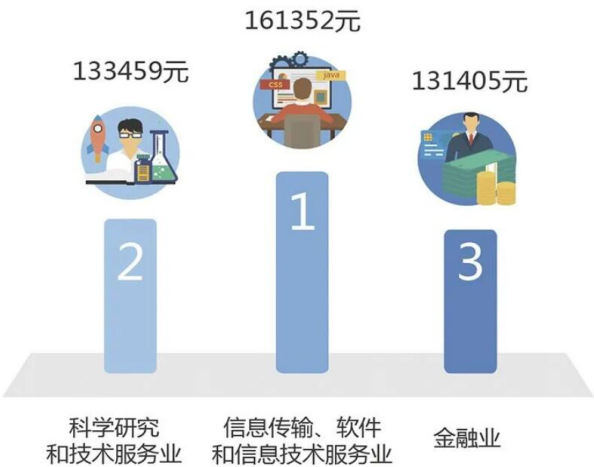 161352元
133459元
131405元
css
java
1
2
3
科学研究
和技术服务业
信息传输、软件
和信息技术服务业
金融业